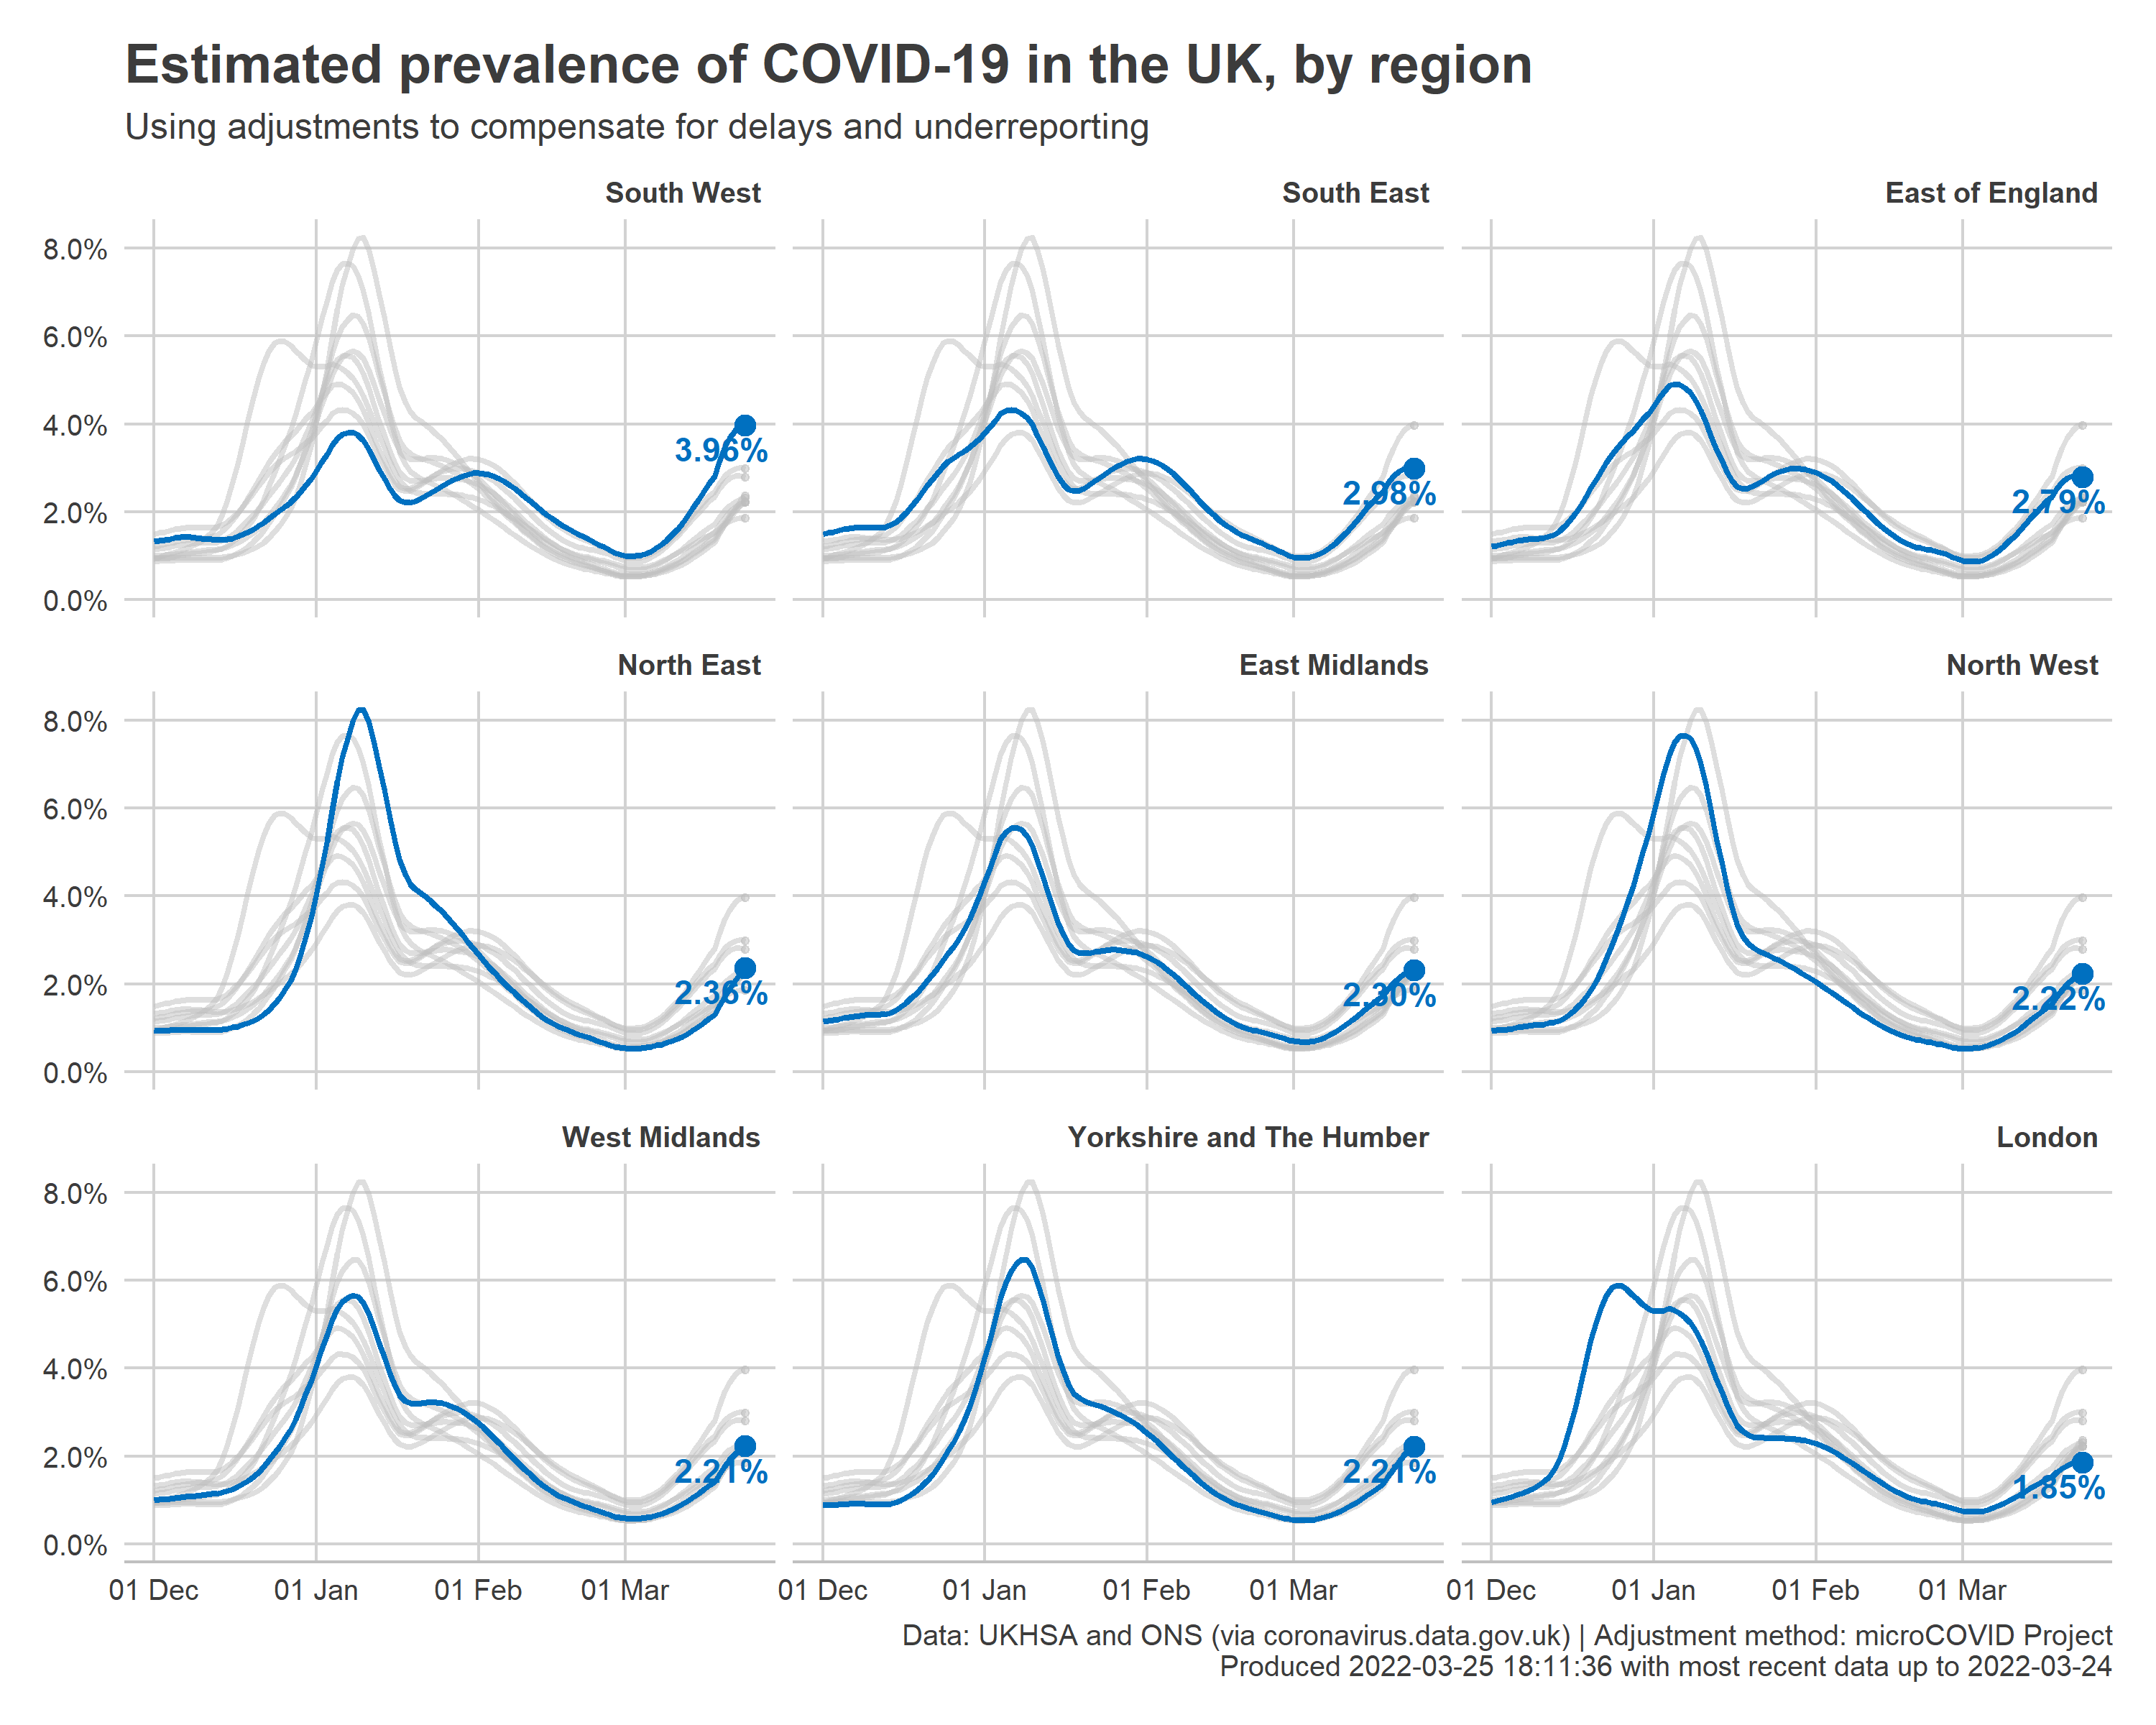 Estimated prevalence of COVID-19 in the UK, by region
Using adjustments to compensate for delays and underreporting
South West
South East
East of England
8.0%
6.0%
4.0%
2.0%
0.0%
3.96%
2.98%
2.79%
North East
East Midlands
North West
8.0%
6.0%
4.0%
2.0%
0.0%
2.36%
2.30%
2.22%
West Midlands
Yorkshire and The Humber
London
8.0%
6.0%
4.0%
2.0%
0.0%
2.21%
2.21%
1.85%
01 Dec 01 Jan 01 Feb 01 Mar
01 Dec 01 Jan 01 Feb 01 Mar
01 Dec 01 Jan 01 Feb 01 Mar
Data: UKHSA and ONS (via coronavirus.data.gov.uk) | Adjustment method: microCOVID Project
Produced 2022-03-25 18:11:36 with most recent data up to 2022-03-24